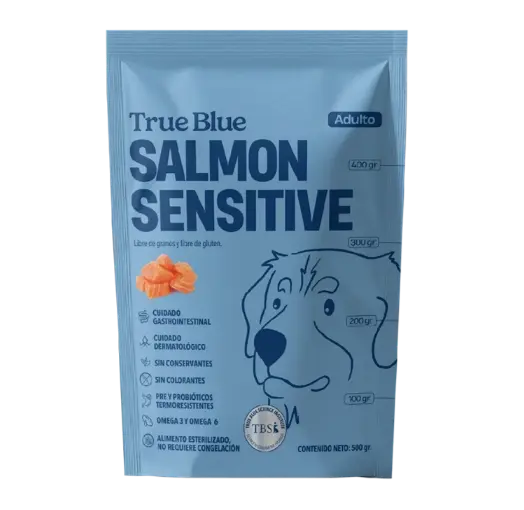 True Blue
Adulto
SALMON
SENSITIVE
Libre de granos y libre de gluten.
400 gr
300 gr
200 gr
100 gr
CUIDADO
GASTROINTESTINAL
CUIDADO
DERMATOLÓGICO
SIN CONSERVANTES
SIN COLORANTES
PRE Y PROBIÓTICOS
TERMORESISTENTES
OMEGA 3 Y OMEGA 6
ALIMENTO ESTERILIZADO,
NO REQUIERE CONGELACIÓN
TBS
CONTENIDO NETO: 500 gr.